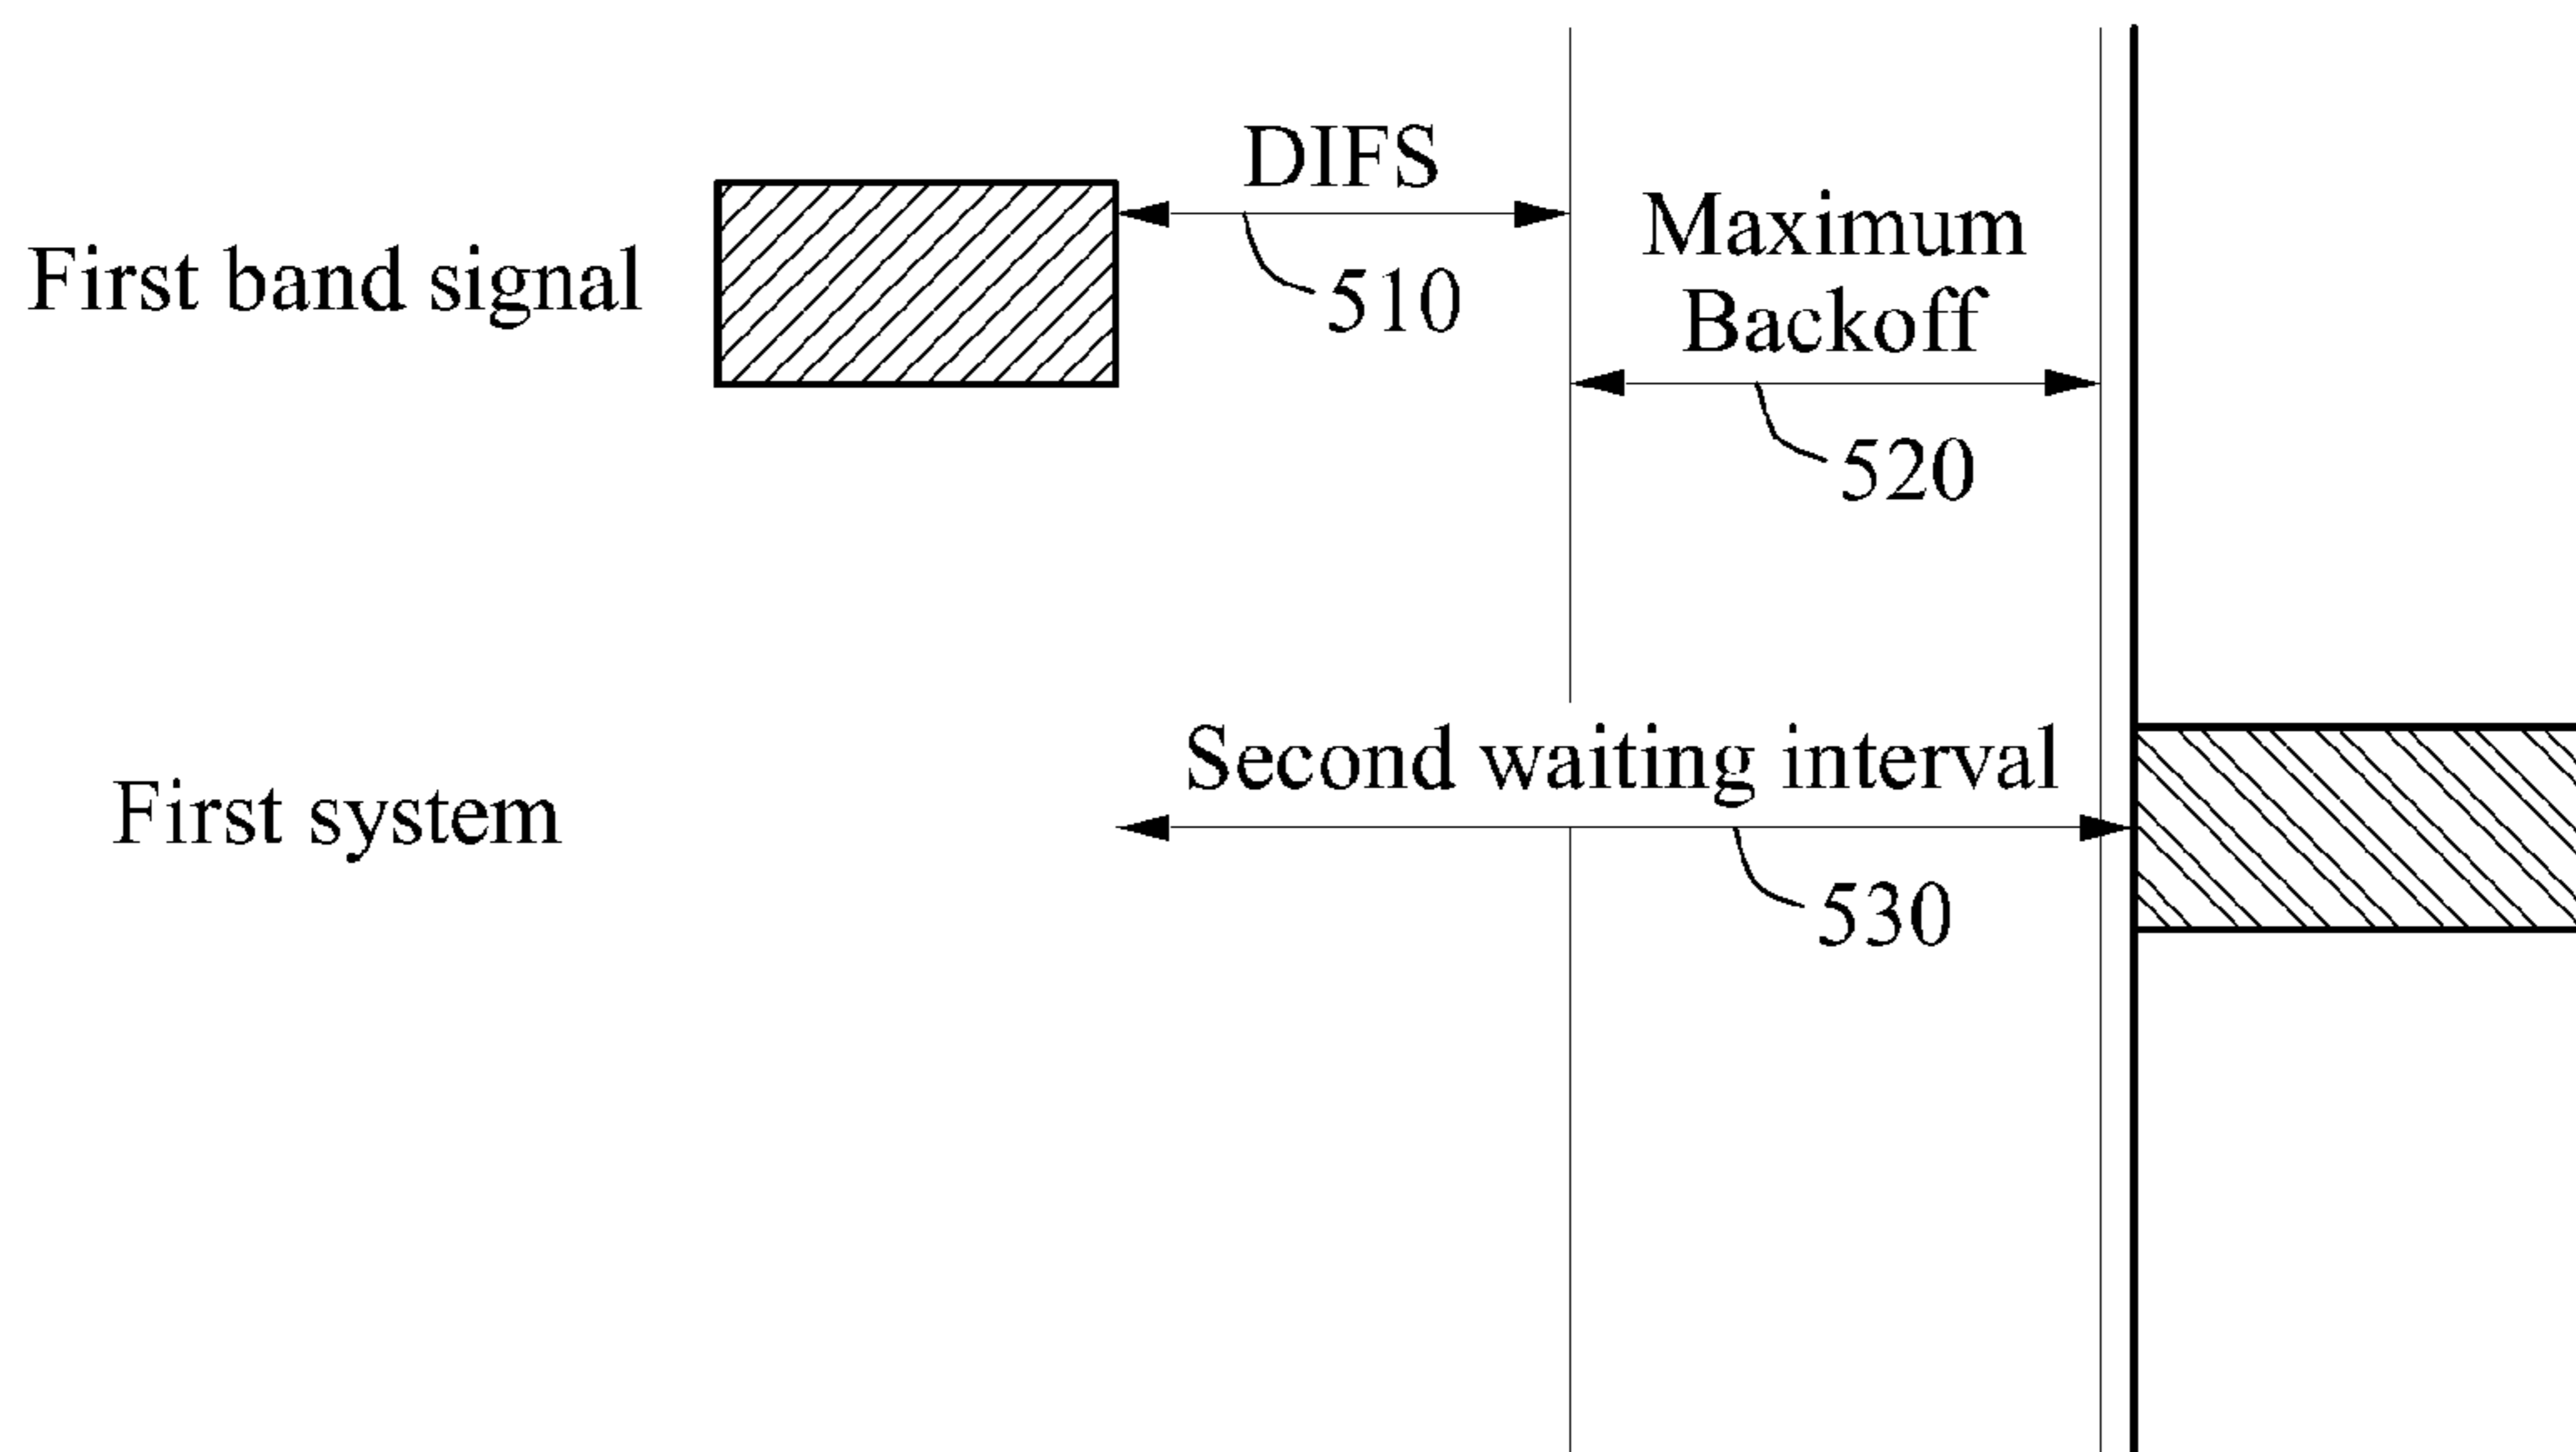 DIFS
First band signal
510
Maximum
Backoff
520
Second waiting interval
First system
530